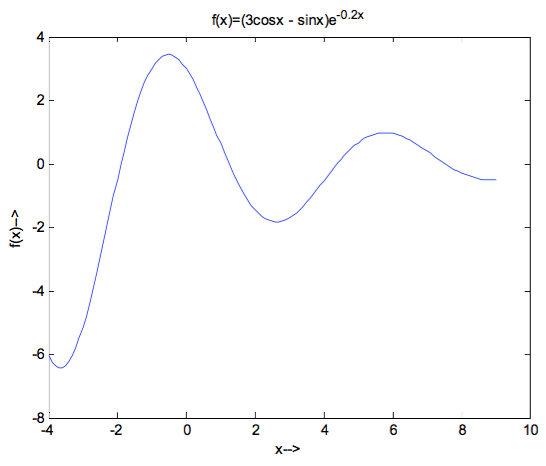 f(x)=(3cosx - sinx)e-0.2x
4
2
0
-2
-4
-6
-8
f(x)-->
-4 -2 0 2 4 6 8 10
x-->